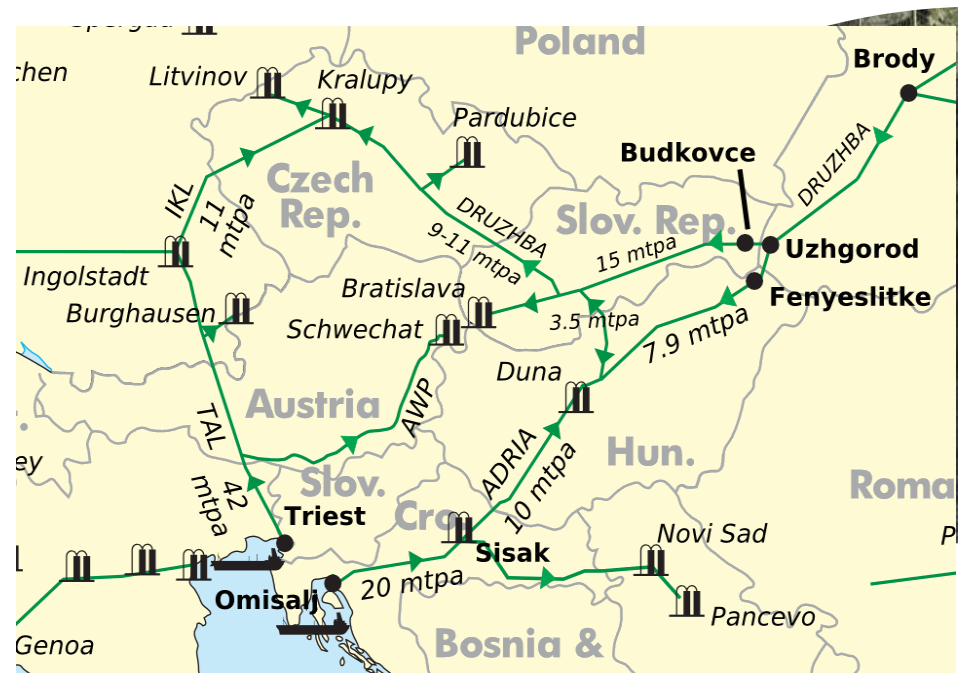 Poland
Brody
chen
Litvinov
Kralupy
Pardubice
Budkovce
DRUZHBA
Czech
Rep.
IKL
11
mtpa
DRUZHBA
9-11 mtpa
Slov. Rep.
15 mtpa
Uzhgorod
Ingolstadt
Bratislava
Fenyeslitke
Burghausen
Schwechat
3.5 mtpa
7.9 mtpa
Duna
Austria
AWP
TAL
Hun.
ey
Slov.
ADRIA
10 mtpa
Roma
42
mtpa
Cro.
Triest
Sisak
Novi Sad
P
20 mtpa
Omisalj
Pancevo
Genoa
Bosnia &